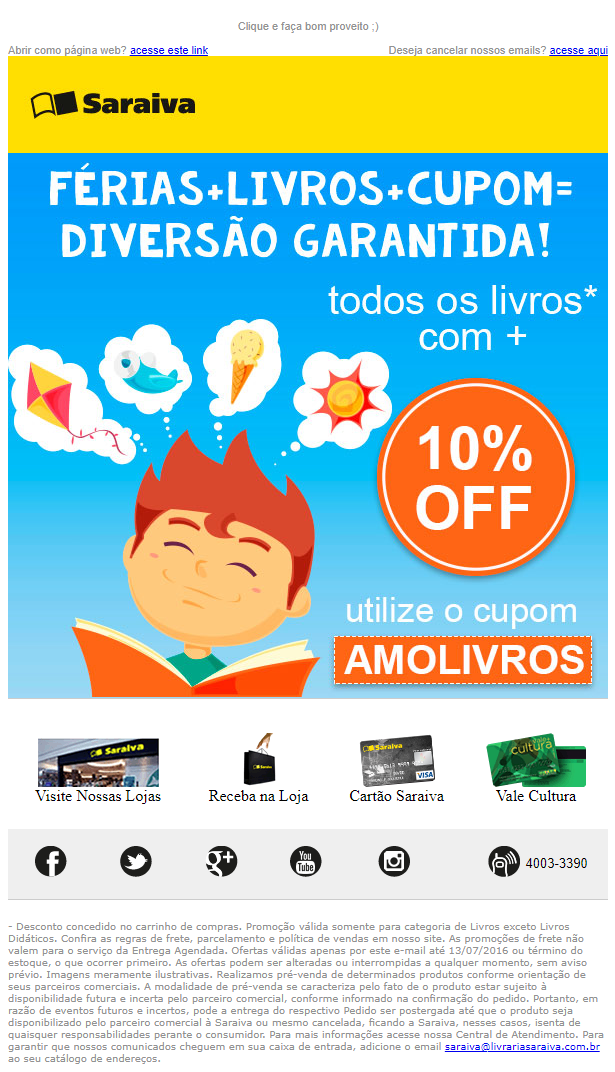 Clique e faça bom proveito ;)
Abrir como página web? acesse este link
Deseja cancelar nossos emails? acesse aqui
Saraiva
FÉRIAS+LIVROS+CUPOM=
DIVERSÃO GARANTIDA!
todos os livros*
com +
10%
OFF
utilize o cupom
AMOLIVROS
Saraiva
Saraiva
Saraiva
VISA
vale
cultura
Visite Nossas Lojas
Receba na Loja
Cartão Saraiva
Vale Cultura
You
Tube
4003-3390
- Desconto concedido no carrinho de compras. Promoção válida somente para categoria de Livros exceto Livros
Didáticos. Confira as regras de frete, parcelamento e política de vendas em nosso site. As promoções de frete não
valem para o serviço da Entrega Agendada. Ofertas válidas apenas por este e-mail até 13/07/2016 ou término do
estoque, o que ocorrer primeiro. As ofertas podem ser alteradas ou interrompidas a qualquer momento, sem aviso
prévio. Imagens meramente ilustrativas. Realizamos pré-venda de determinados produtos conforme orientação de
seus parceiros comerciais. A modalidade de pré-venda se caracteriza pelo fato de o produto estar sujeito à
disponibilidade futura e incerta pelo parceiro comercial, conforme informado na confirmação do pedido. Portanto, em
razão de eventos futuros e incertos, pode a entrega do respectivo Pedido ser postergada até que o produto seja
disponibilizado pelo parceiro comercial à Saraiva ou mesmo cancelada, ficando a Saraiva, nesses casos, isenta de
quaisquer responsabilidades perante o consumidor. Para mais informações acesse nossa Central de Atendimento. Para
garantir que nossos comunicados cheguem em sua caixa de entrada, adicione o email saraiva@livrariasaraiva.com.br
ao seu catálogo de endereços.